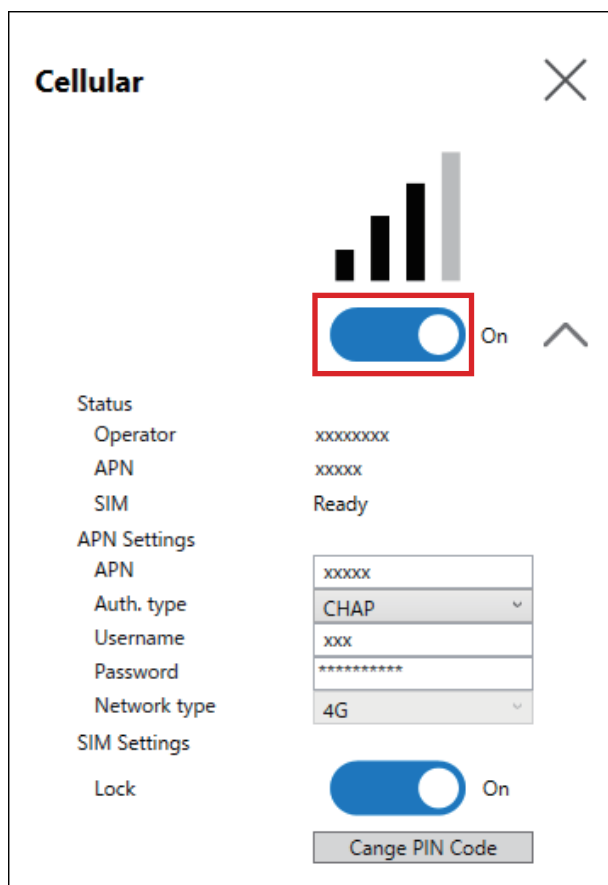 Cellular
On
Status
Operator xxxxxxxx
APN xxxxx
SIM Ready
APN Settings
APN xxxxx
Auth. type CHAP
Username xxx
Password **********
Network type 4G
SIM Settings
Lock On
Cange PIN Code